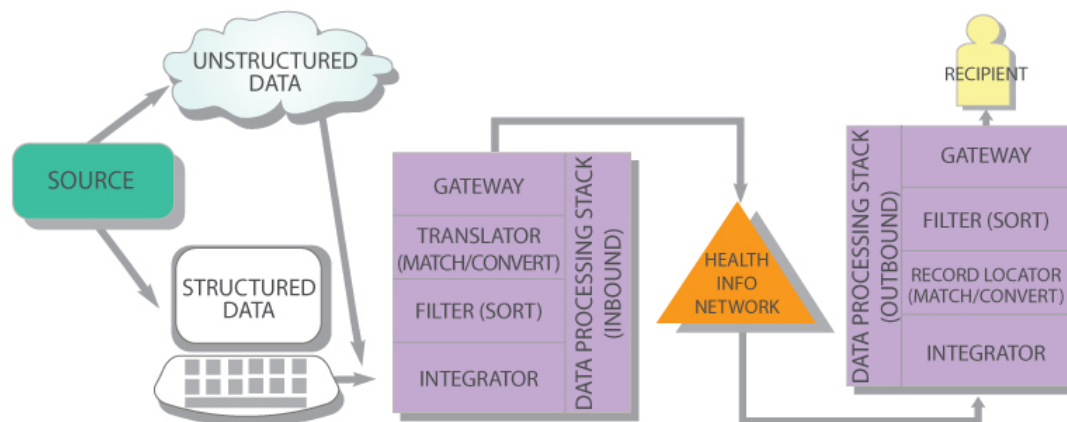 UNSTRUCTURED
DATA
SOURCE
STRUCTURED
DATA
GATEWAY
TRANSLATOR
(MATCH/CONVERT)
FILTER (SORT)
INTEGRATOR
DATA PROCESSING STACK
(INBOUND)
HEALTH
INFO
NETWORK
RECIPIENT
DATA PROCESSING STACK
(OUTBOUND)
GATEWAY
FILTER (SORT)
RECORD LOCATOR
(MATCH/CONVERT)
INTEGRATOR